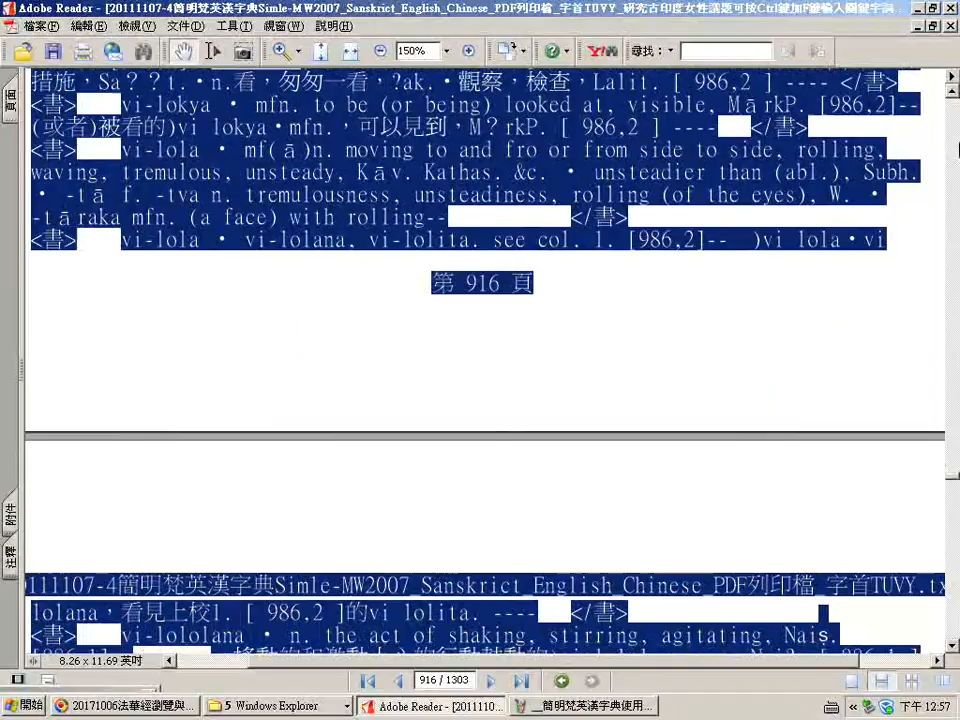 Adobe Reader - [20111107-4簡明梵英漢字典Simle-MW2007_Sanskrict_English_Chinese_PDF列印檔_字首TUVY_研究古印度女性議題可按Ctrl鍵加F鍵輸入關鍵字詞...
檔案(F) 編輯(E) 檢視(V) 文件(D) 工具(T) 視窗(W) 說明(H)
150% Y! 尋找：
頁面
措施，Sa？？t. ‧n.看，匆匆一看，?ak.‧觀察，檢查，Lalit. [ 986,2 ] ---- </書>
<書> vi-lokya ‧ mfn. to be (or being) looked at, visible, MārkP. [986,2]--
(或者)被看的)vi lokya‧mfn.，可以見到，M？rkP. [ 986,2 ] ---- </書>
<書> vi-lola ‧ mf(ā)n. moving to and fro or from side to side, rolling,
waving, tremulous, unsteady, Kāv. Kathas. &c. ‧ unsteadier than (abl.), Subh.
‧ -tā f. -tva n. tremulousness, unsteadiness, rolling (of the eyes), W. ‧
-tāraka mfn. (a face) with rolling-- </書>
<書> vi-lola ‧ vi-lolana, vi-lolita. see col. 1. [986,2]-- )vi lola‧vi
第 916 頁
附件
註釋
111107-4簡明梵英漢字典Simle-MW2007_Sanskrict_English_Chinese_PDF列印檔_字首TUVY.tx
lolana，看見上校1. [ 986,2 ]的vi lolita. ---- </書>
<書> vi-lololana ‧ n. the act of shaking, stirring, agitating, Naiṣ.
8.26 x 11.69 英吋
916 / 1303
開始 20171006法華經瀏覽與... 5 Windows Explorer Adobe Reader - [2011110... __簡明梵英漢字典使用... 下午 12:57